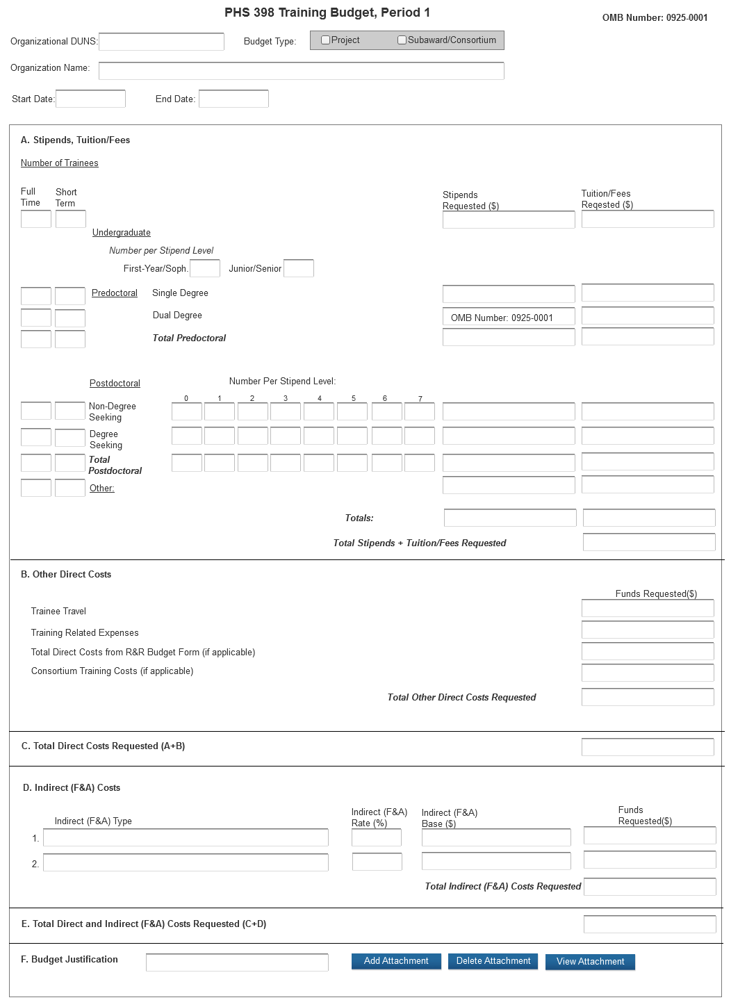 PHS 398 Training Budget, Period 1
OMB Number: 0925-0001
Organizational DUNS:
Budget Type:
Project
Subaward/Consortium
Organization Name:
Start Date:
End Date:
A. Stipends, Tuition/Fees
Number of Trainees
Full
Time
Short
Term
Stipends
Requested ($)
Tuition/Fees
Reqested ($)
Undergraduate
Number per Stipend Level
First-Year/Soph.
Junior/Senior
Predoctoral
Single Degree
Dual Degree
OMB Number: 0925-0001
Total Predoctoral
Postdoctoral
Number Per Stipend Level:
0 1 2 3 4 5 6 7
Non-Degree
Seeking
Degree
Seeking
Total
Postdoctoral
Other:
Totals:
Total Stipends + Tuition/Fees Requested
B. Other Direct Costs
Funds Requested($)
Trainee Travel
Training Related Expenses
Total Direct Costs from R&R Budget Form (if applicable)
Consortium Training Costs (if applicable)
Total Other Direct Costs Requested
C. Total Direct Costs Requested (A+B)
D. Indirect (F&A) Costs
Indirect (F&A) Type
Indirect (F&A)
Rate (%)
Indirect (F&A)
Base ($)
Funds
Requested($)
1.
2.
Total Indirect (F&A) Costs Requested
E. Total Direct and Indirect (F&A) Costs Requested (C+D)
F. Budget Justification
Add Attachment
Delete Attachment
View Attachment